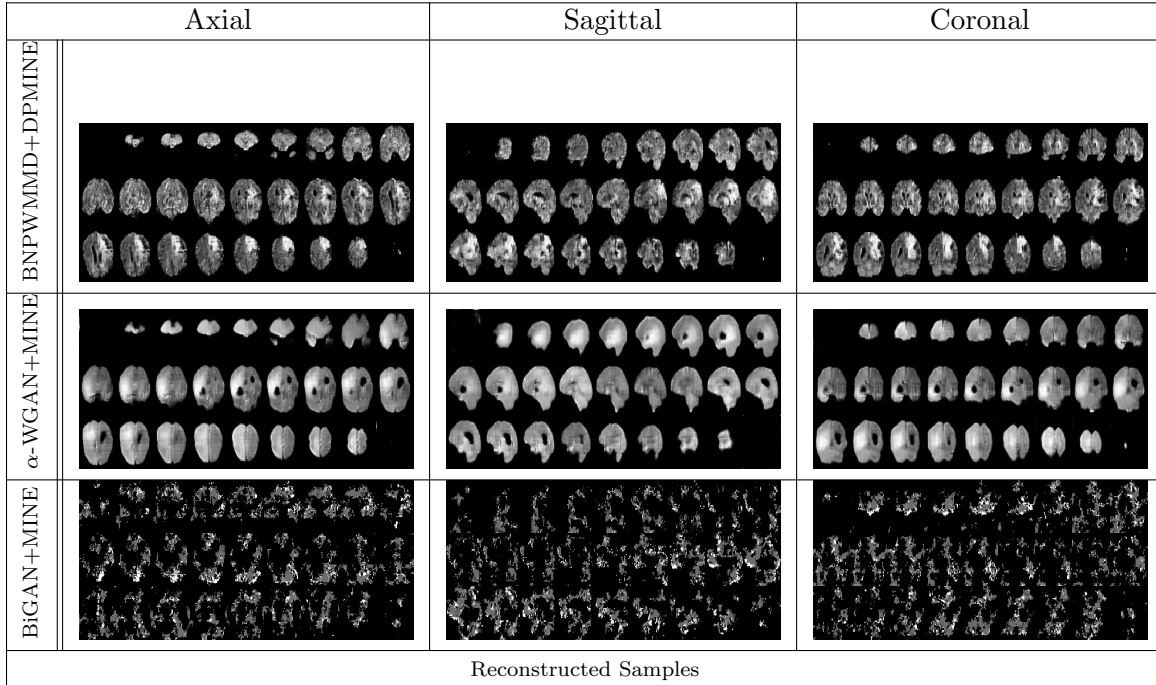 Axial
Sagittal
Coronal
BNPWMMD+DPMINE
α-WGAN+MINE
BiGAN+MINE
Reconstructed Samples